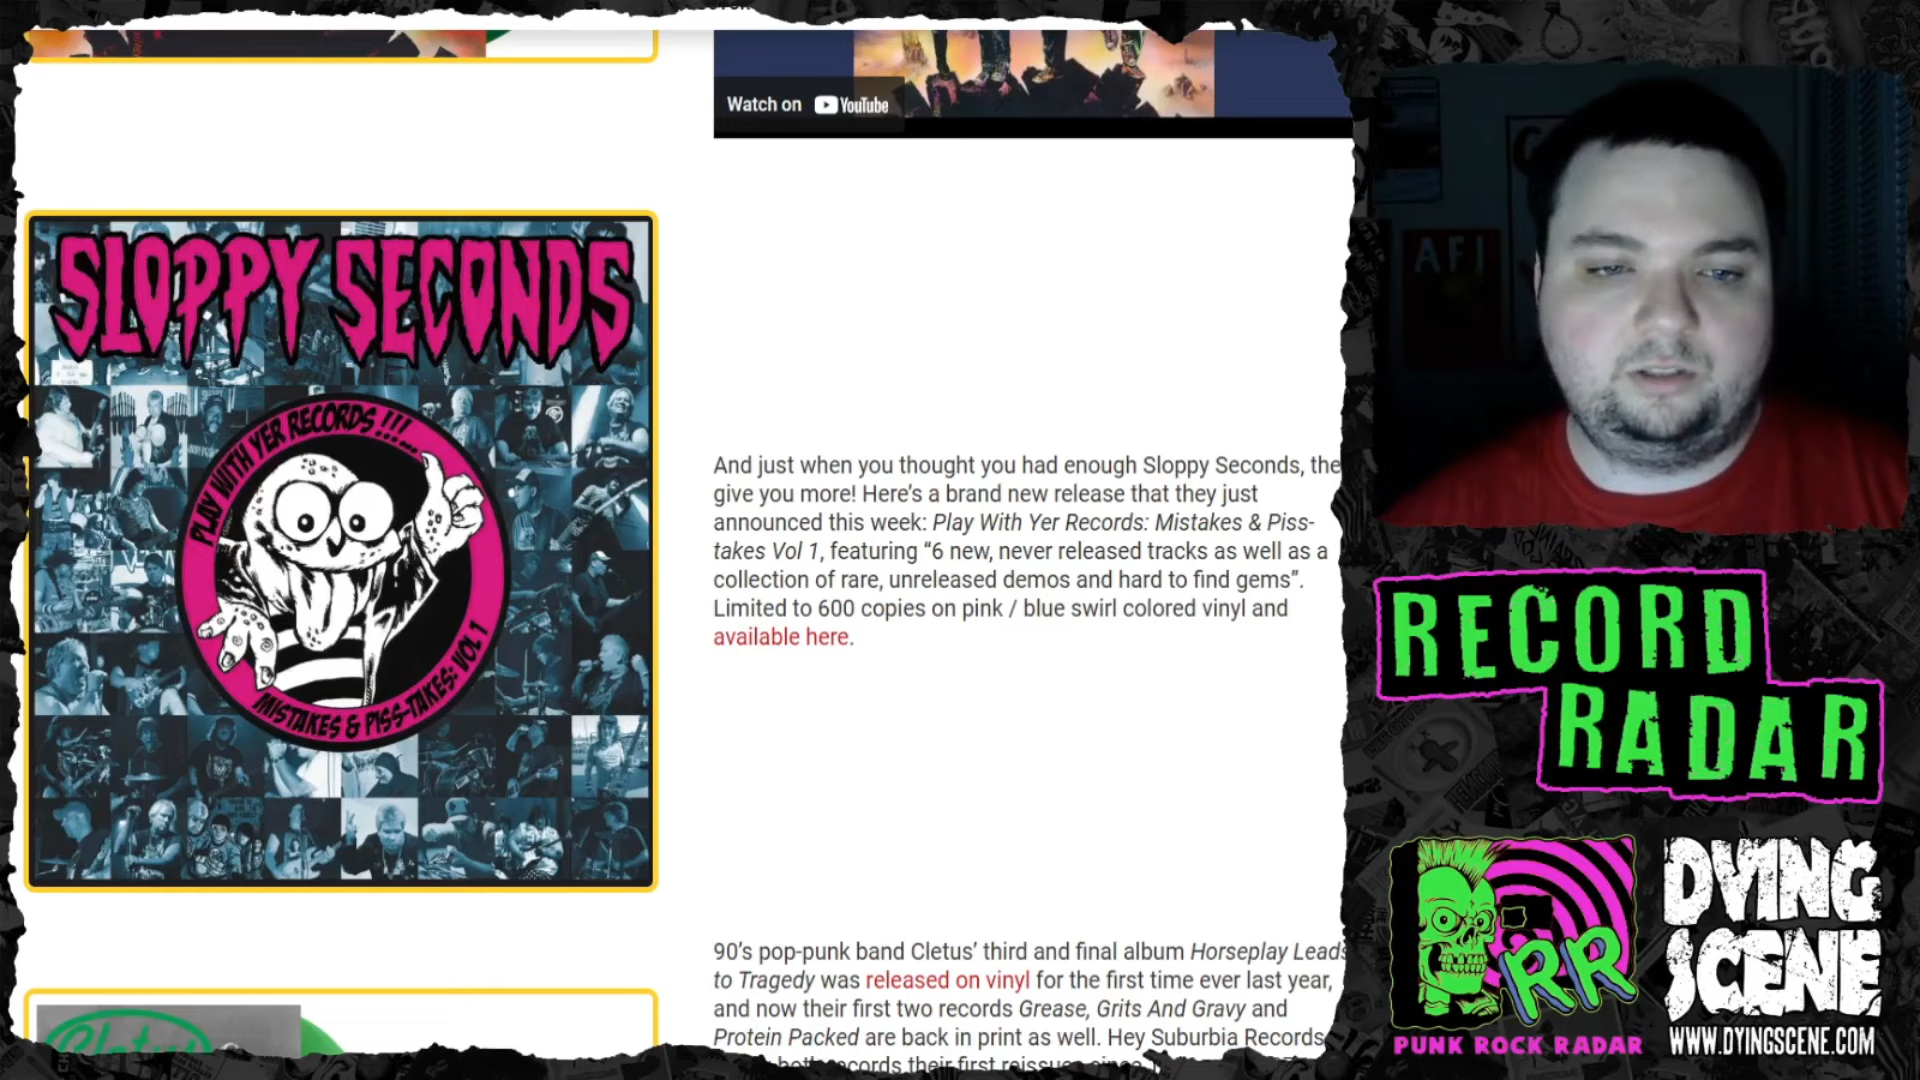 Watch on YouTube
SLOPPY SECONDS
PLAY WITH YER RECORDS!!!...
MISTAKES & PISS-TAKES: VOL 1
And just when you thought you had enough Sloppy Seconds, the
give you more! Here’s a brand new release that they just
announced this week: Play With Yer Records: Mistakes & Piss-
takes Vol 1, featuring “6 new, never released tracks as well as a
collection of rare, unreleased demos and hard to find gems”.
Limited to 600 copies on pink / blue swirl colored vinyl and
available here.
90’s pop-punk band Cletus’ third and final album Horseplay Leads
to Tragedy was released on vinyl for the first time ever last year,
and now their first two records Grease, Grits And Gravy and
Protein Packed are back in print as well. Hey Suburbia Records
their first
AFI
RECORD
RADAR
RR
PUNK ROCK RADAR
DYING
SCENE
WWW.DYINGSCENE.COM